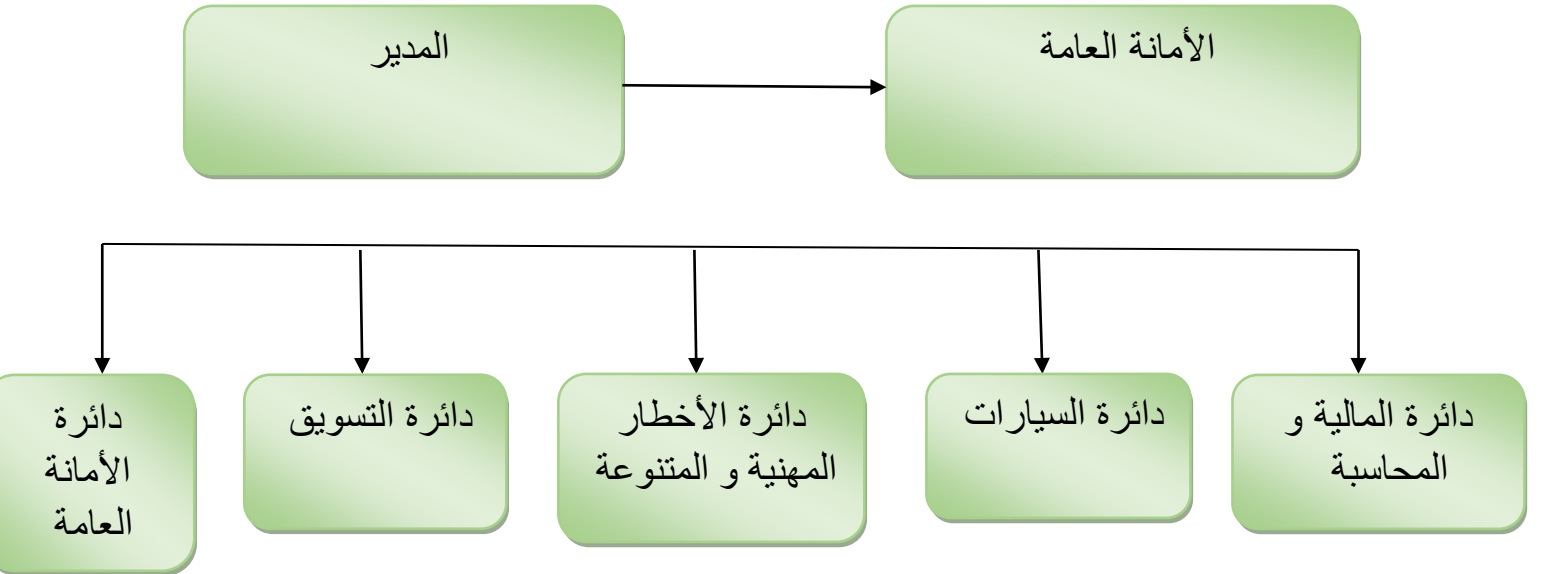 الأمانة العامة
المدير
دائرة المالية و
المحاسبة
دائرة السيارات
دائرة الأخطار
المهنية و المتنوعة
دائرة التسويق
دائرة
الأمانة
العامة